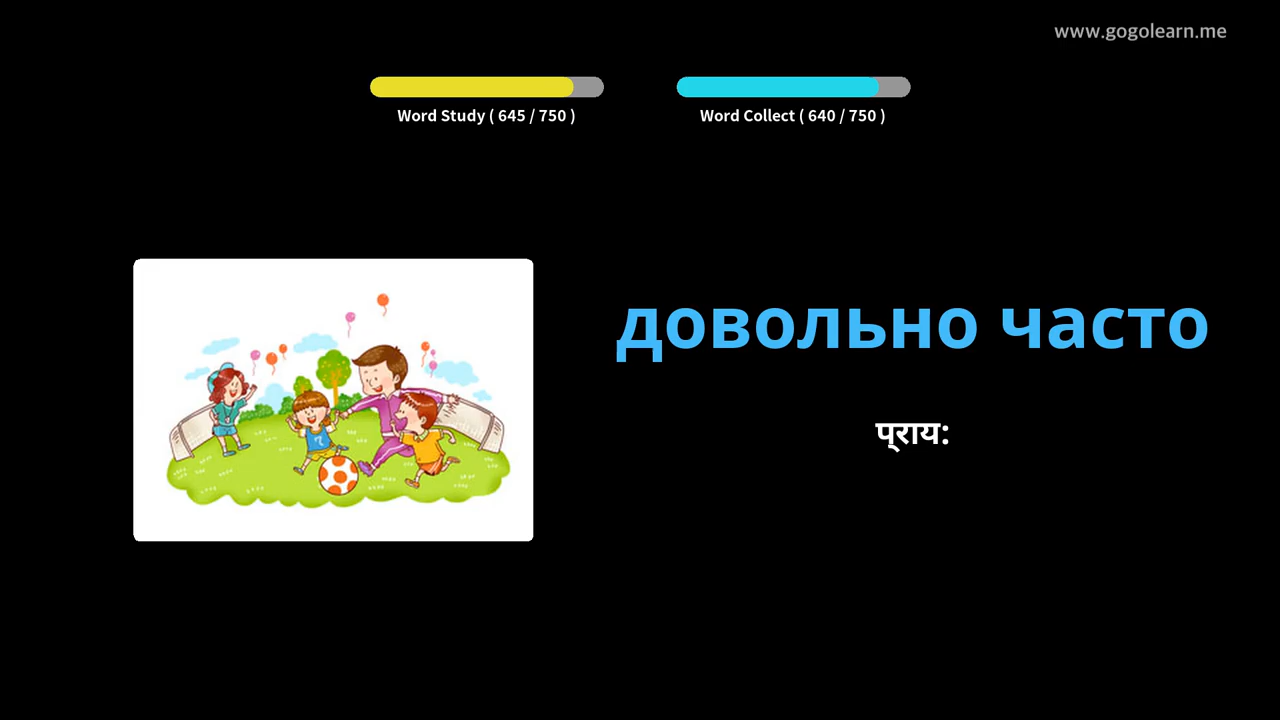 www.gogolearn.me
Word Study ( 645 / 750 )
Word Collect ( 640 / 750 )
довольно часто
प्राय: